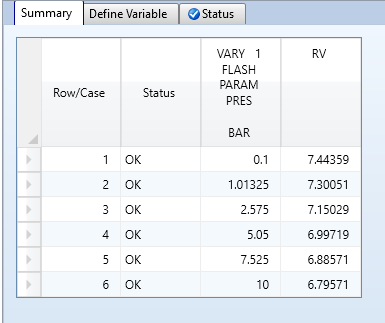 Summary Define Variable Status
Row/Case Status VARY 1 FLASH PARAM PRES BAR RV
1 OK 0.1 7.44359
2 OK 1.01325 7.30051
3 OK 2.575 7.15029
4 OK 5.05 6.99719
5 OK 7.525 6.88571
6 OK 10 6.79571